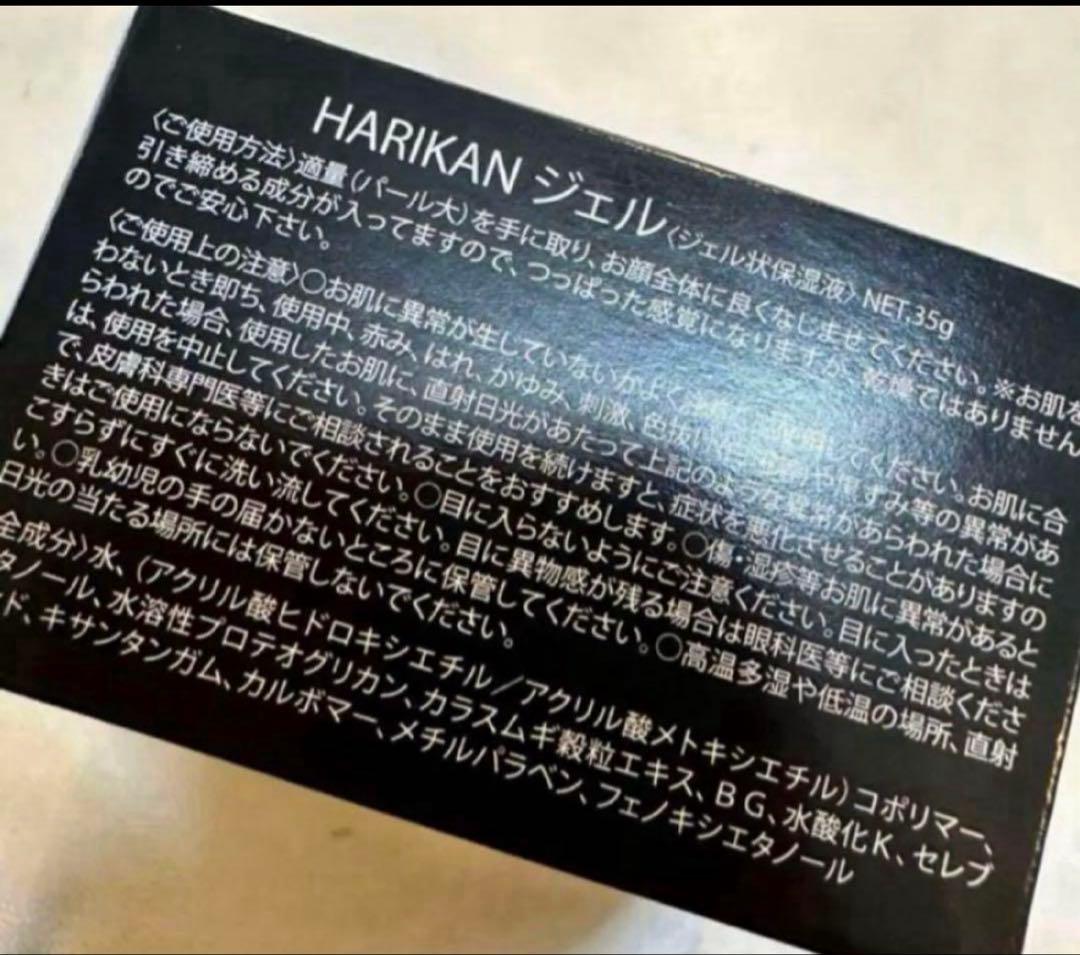 HARIKAN ジェル〈ジェル状保湿液〉NET.35g
〈ご使用方法〉適量(パール大)を手に取り、お顔全体に良くなじませてください。※お肌を
引き締める成分が入ってますので、つっぱった感覚になりますが、乾燥ではありません
のでご安心下さい。
〈ご使用上の注意〉○お肌に異常が生していないかよく してください。お肌に合
わないとき即ち、使用中、赤み、はれ、かゆみ、刺激、色抜け や黒ずみ等の異常があ
らわれた場合、使用したお肌に、直射日光があたって上記のような異常があらわれた場合に
は、使用を中止してください。そのまま使用を続けますと、症状を悪化させることがありますの
で、皮膚科専門医等にご相談されることをおすすめします。○傷・湿疹等お肌に異常があると
きはご使用にならないでください。○目に入らないようにご注意ください。目に入ったときは
こすらずにすぐに洗い流してください。目に異物感が残る場合は眼科医等にご相談くださ
い。○乳幼児の手の届かないところに保管してください。○高温多湿や低温の場所、直射
日光の当たる場所には保管しないでください。
全成分〉水、(アクリル酸ヒドロキシエチル／アクリル酸メトキシエチル)コポリマー、
タノール、水溶性プロテオグリカン、カラスムギ穀粒エキス、BG、水酸化K、セレブ
ド、キサンタンガム、カルボマー、メチルパラベン、フェノキシエタノール